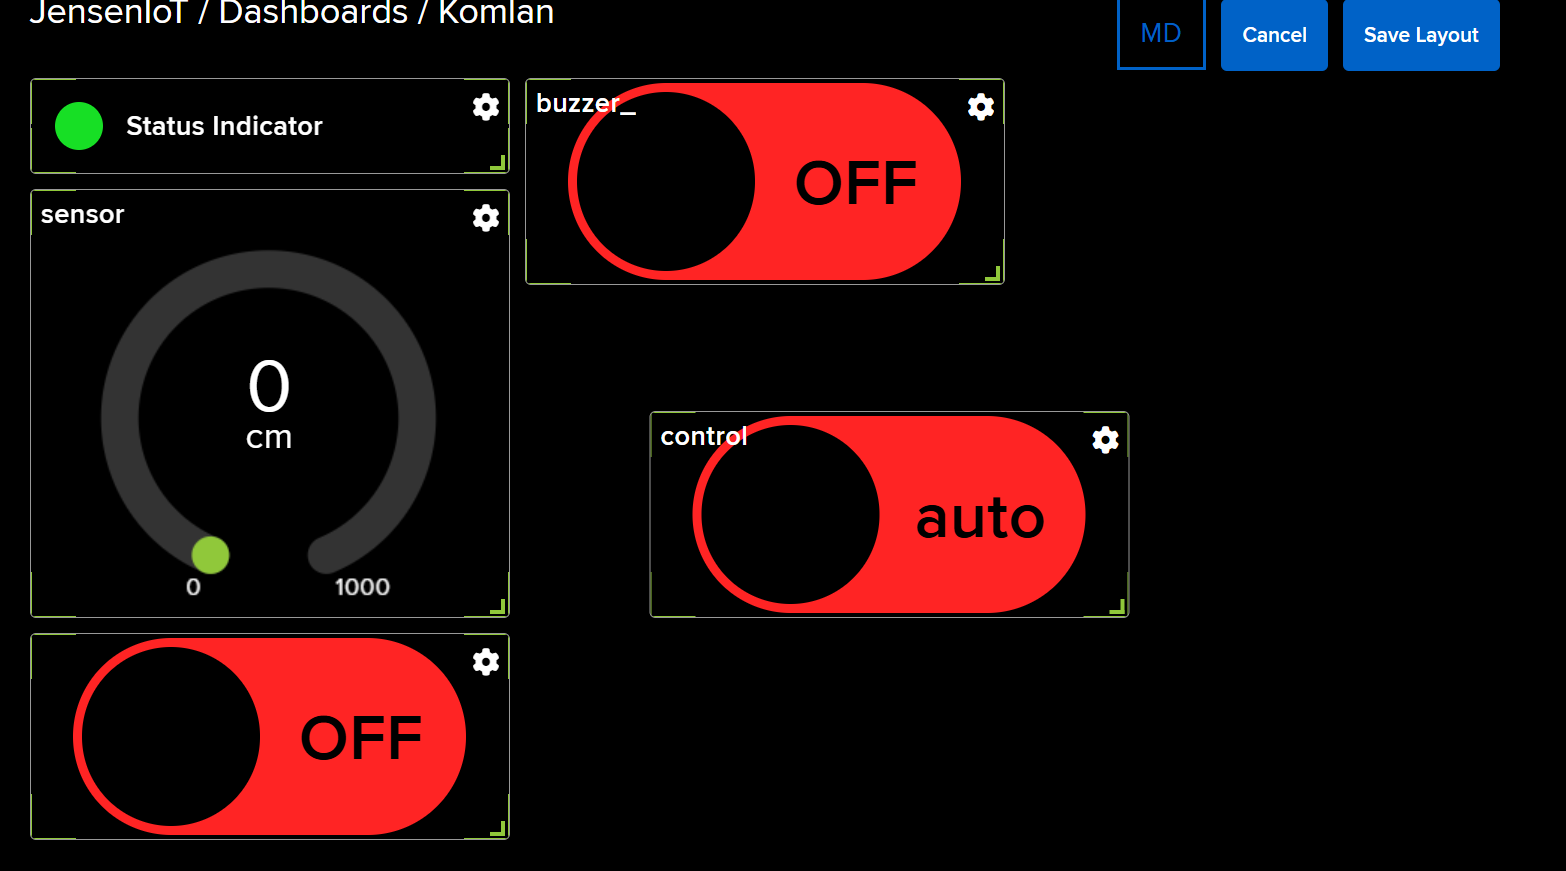 JensenIoT / Dashboards / Komlan
MD
Cancel
Save Layout
Status Indicator
buzzer_
OFF
sensor
0
cm
0
1000
control
auto
OFF